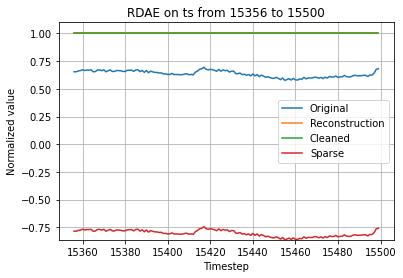 RDAE on ts from 15356 to 15500
1.00
0.75
0.50
0.25
0.00
−0.25
−0.50
−0.75
Normalized value
Original
Reconstruction
Cleaned
Sparse
15360 15380 15400 15420 15440 15460 15480 15500
Timestep